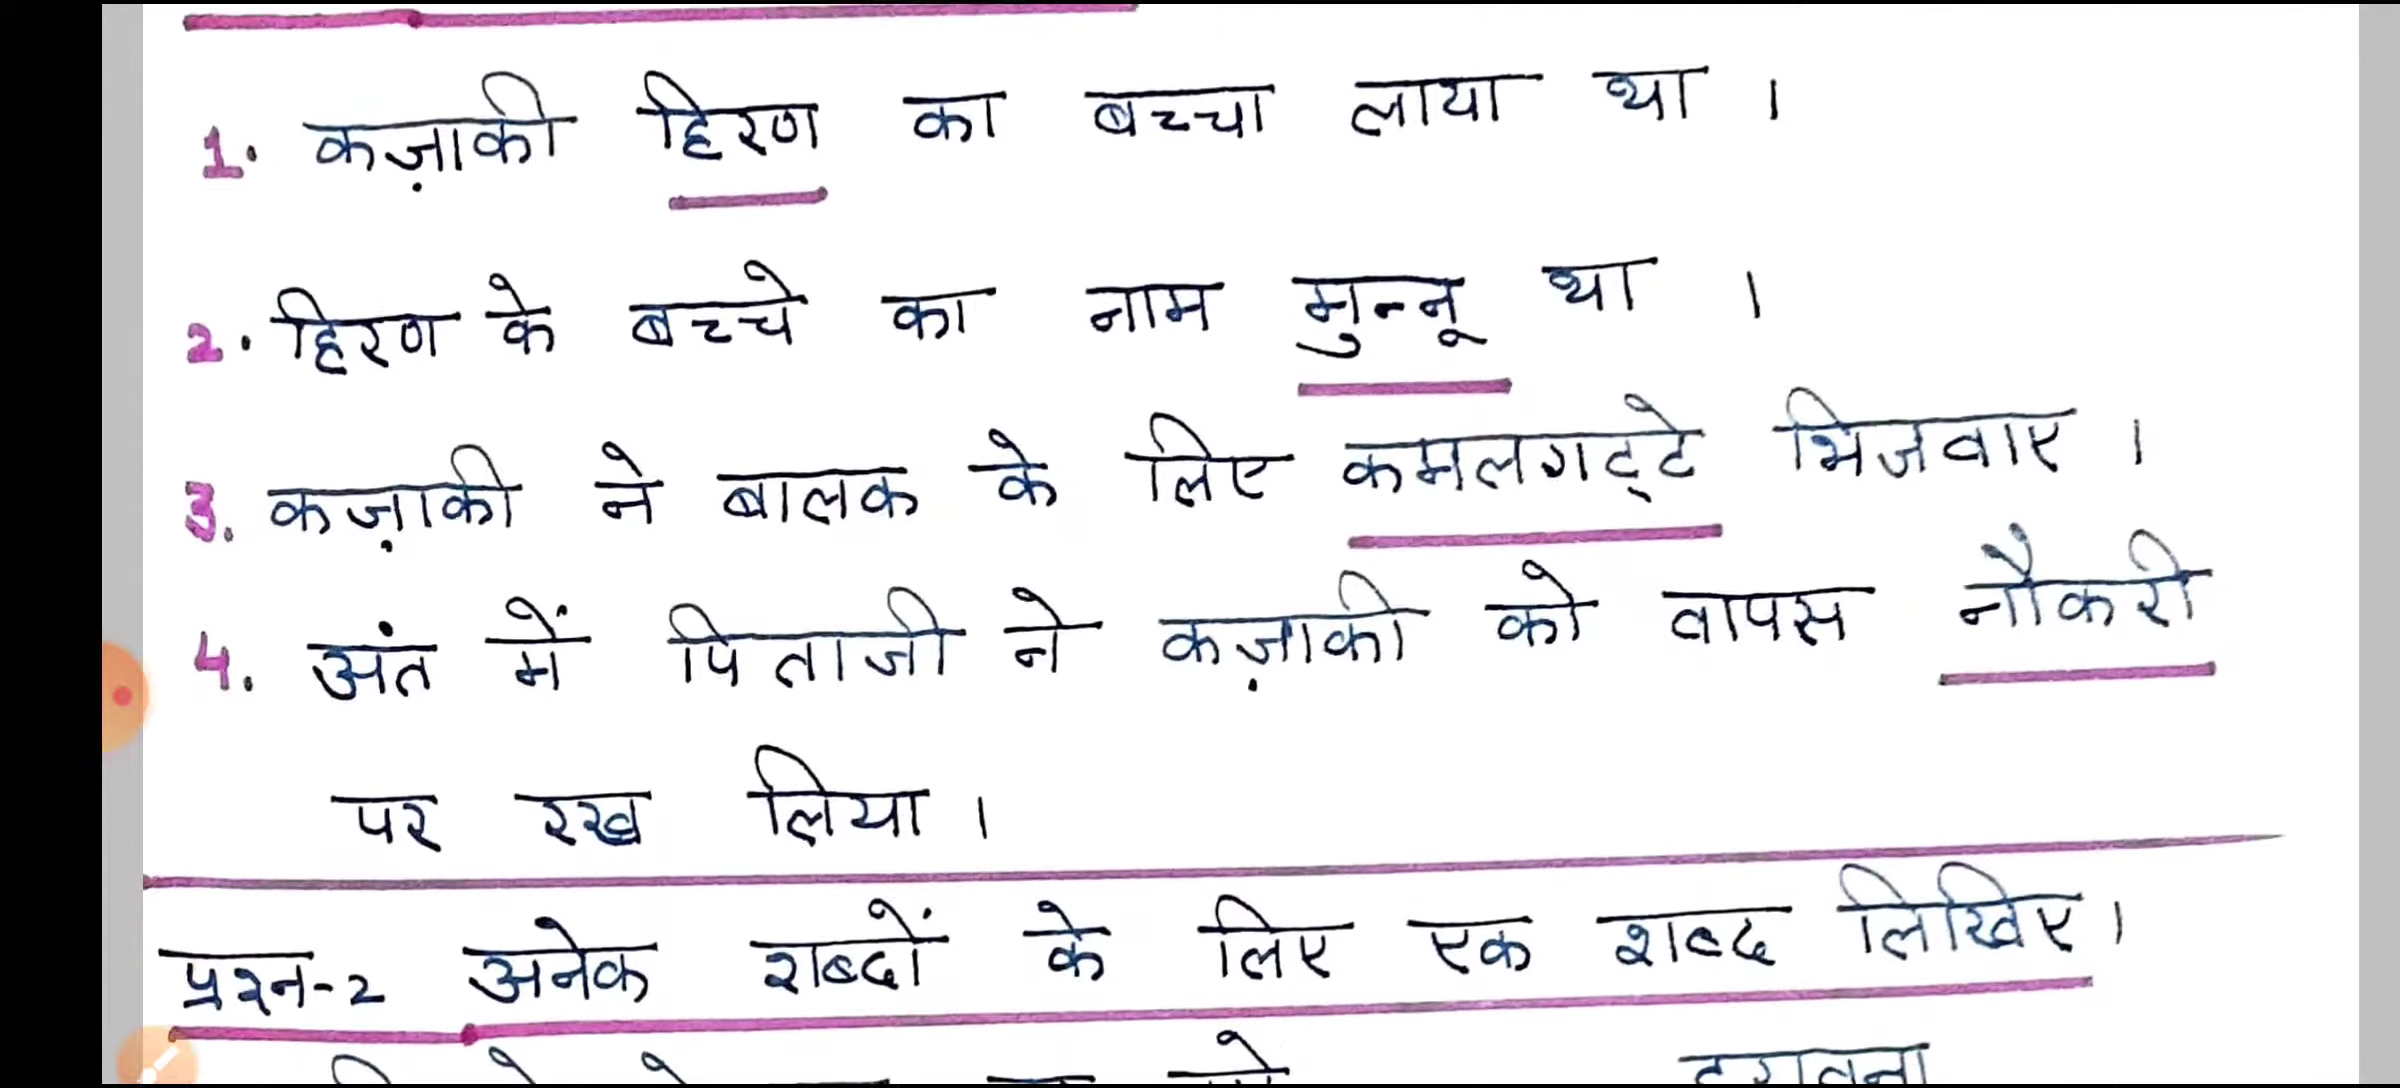 1. कज़ाकी हिरण का बच्चा लाया था ।
2. हिरण के बच्चे का नाम मुन्नू था ।
3. कज़ाकी ने बालक के लिए कमलगट्टे भिजवाए ।
4. अंत में पिताजी ने कज़ाकी को वापस नौकरी
पर रख लिया ।
प्रश्न-2 अनेक शब्दों के लिए एक शब्द लिखिए ।